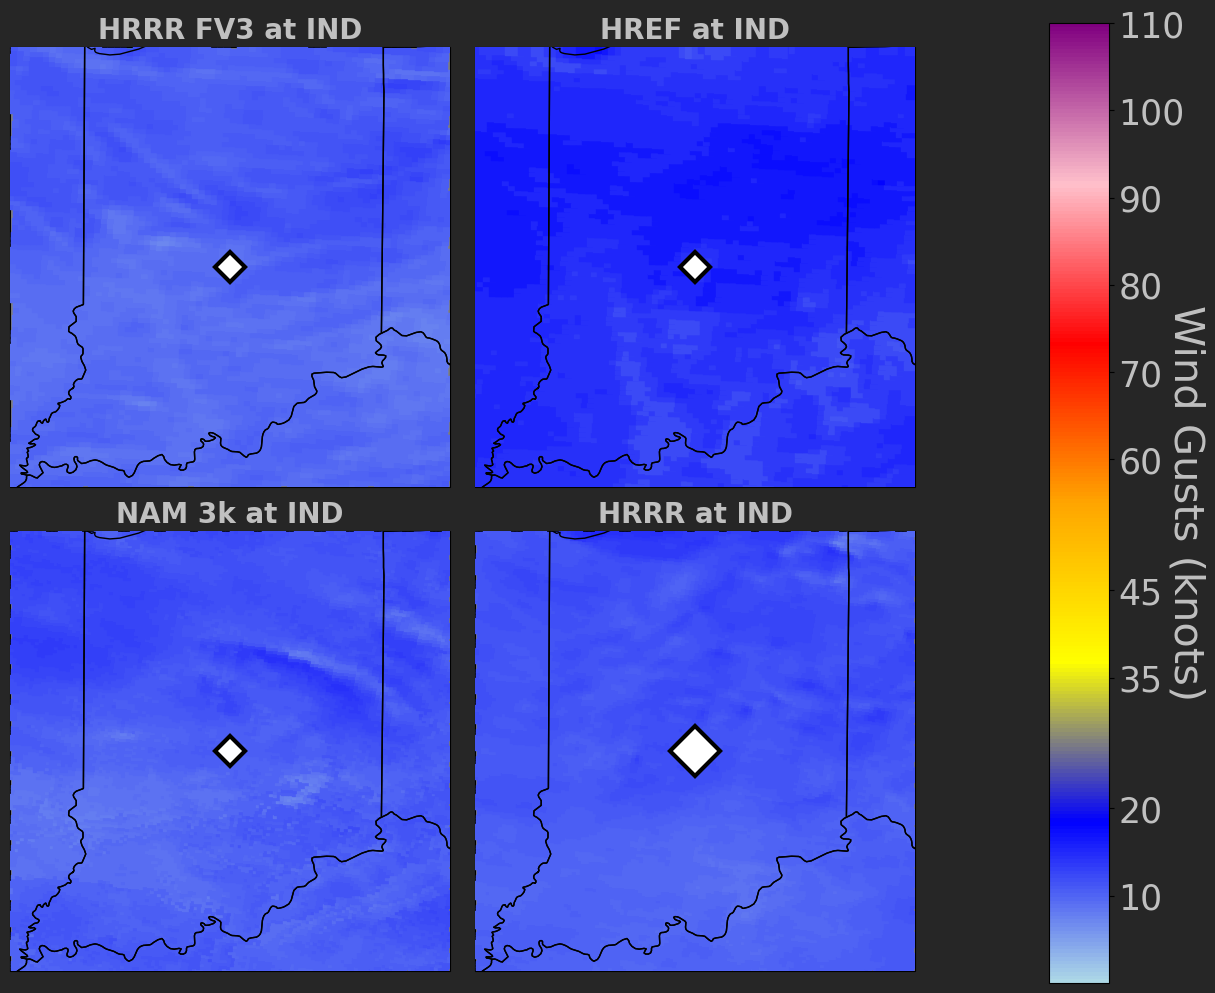 HRRR FV3 at IND
HREF at IND
NAM 3k at IND
HRRR at IND
110
100
90
80
70
60
45
35
20
10
Wind Gusts (knots)